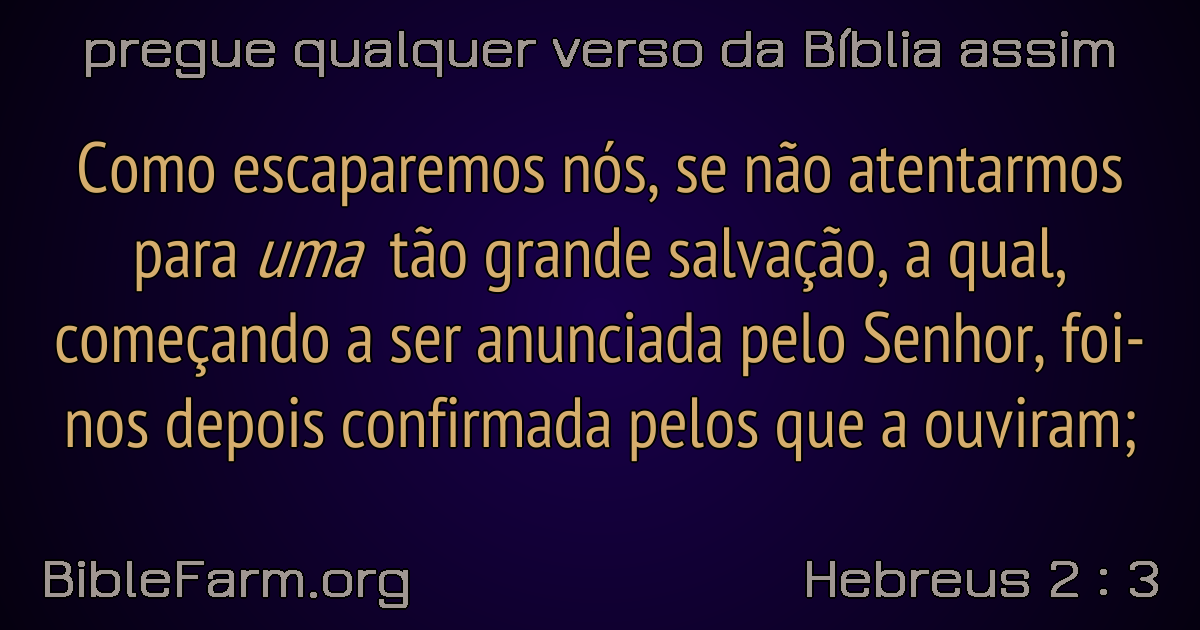 pregue qualquer verso da Bíblia assim
Como escaparemos nós, se não atentarmos
para uma tão grande salvação, a qual,
começando a ser anunciada pelo Senhor, foi-
nos depois confirmada pelos que a ouviram;
BibleFarm.org
Hebreus 2 : 3